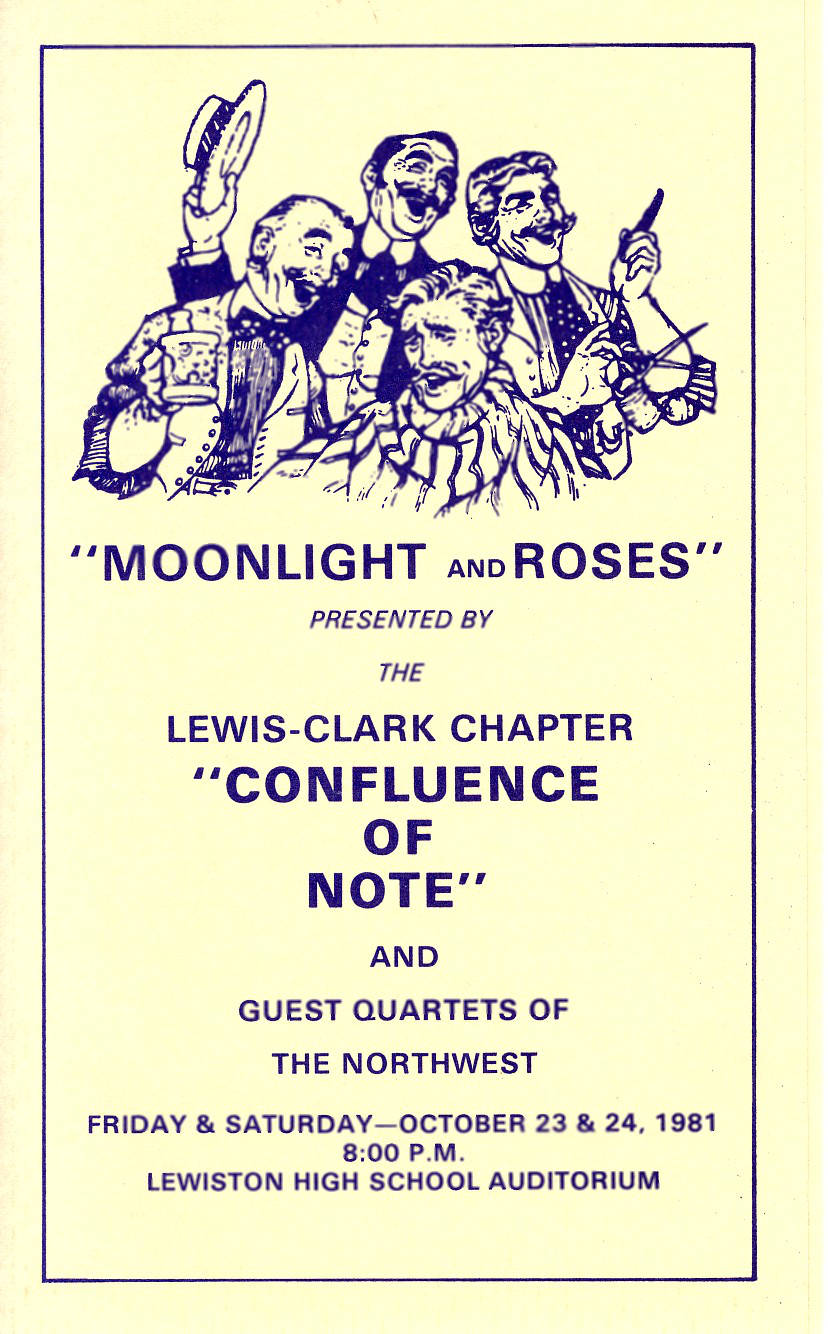 "MOONLIGHT AND ROSES"
PRESENTED BY
THE
LEWIS-CLARK CHAPTER
"CONFLUENCE
OF
NOTE"
AND
GUEST QUARTETS OF
THE NORTHWEST
FRIDAY & SATURDAY—OCTOBER 23 & 24, 1981
8:00 P.M.
LEWISTON HIGH SCHOOL AUDITORIUM